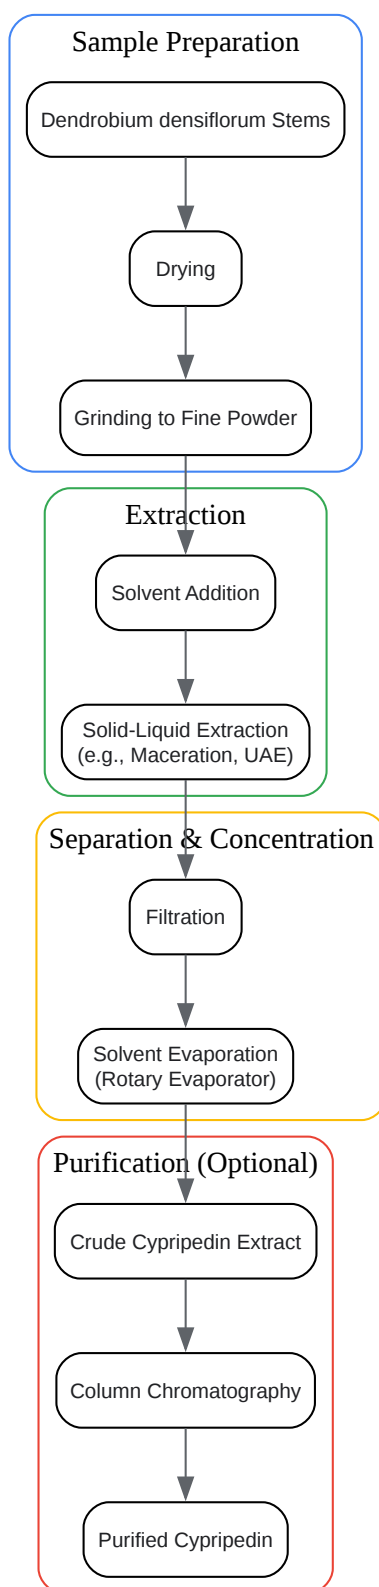 Sample Preparation
Dendrobium densiflorum Stems
Drying
Grinding to Fine Powder
Extraction
Solvent Addition
Solid-Liquid Extraction
(e.g., Maceration, UAE)
Separation & Concentration
Filtration
Solvent Evaporation
(Rotary Evaporator)
Purification (Optional)
Crude Cypripedin Extract
Column Chromatography
Purified Cypripedin